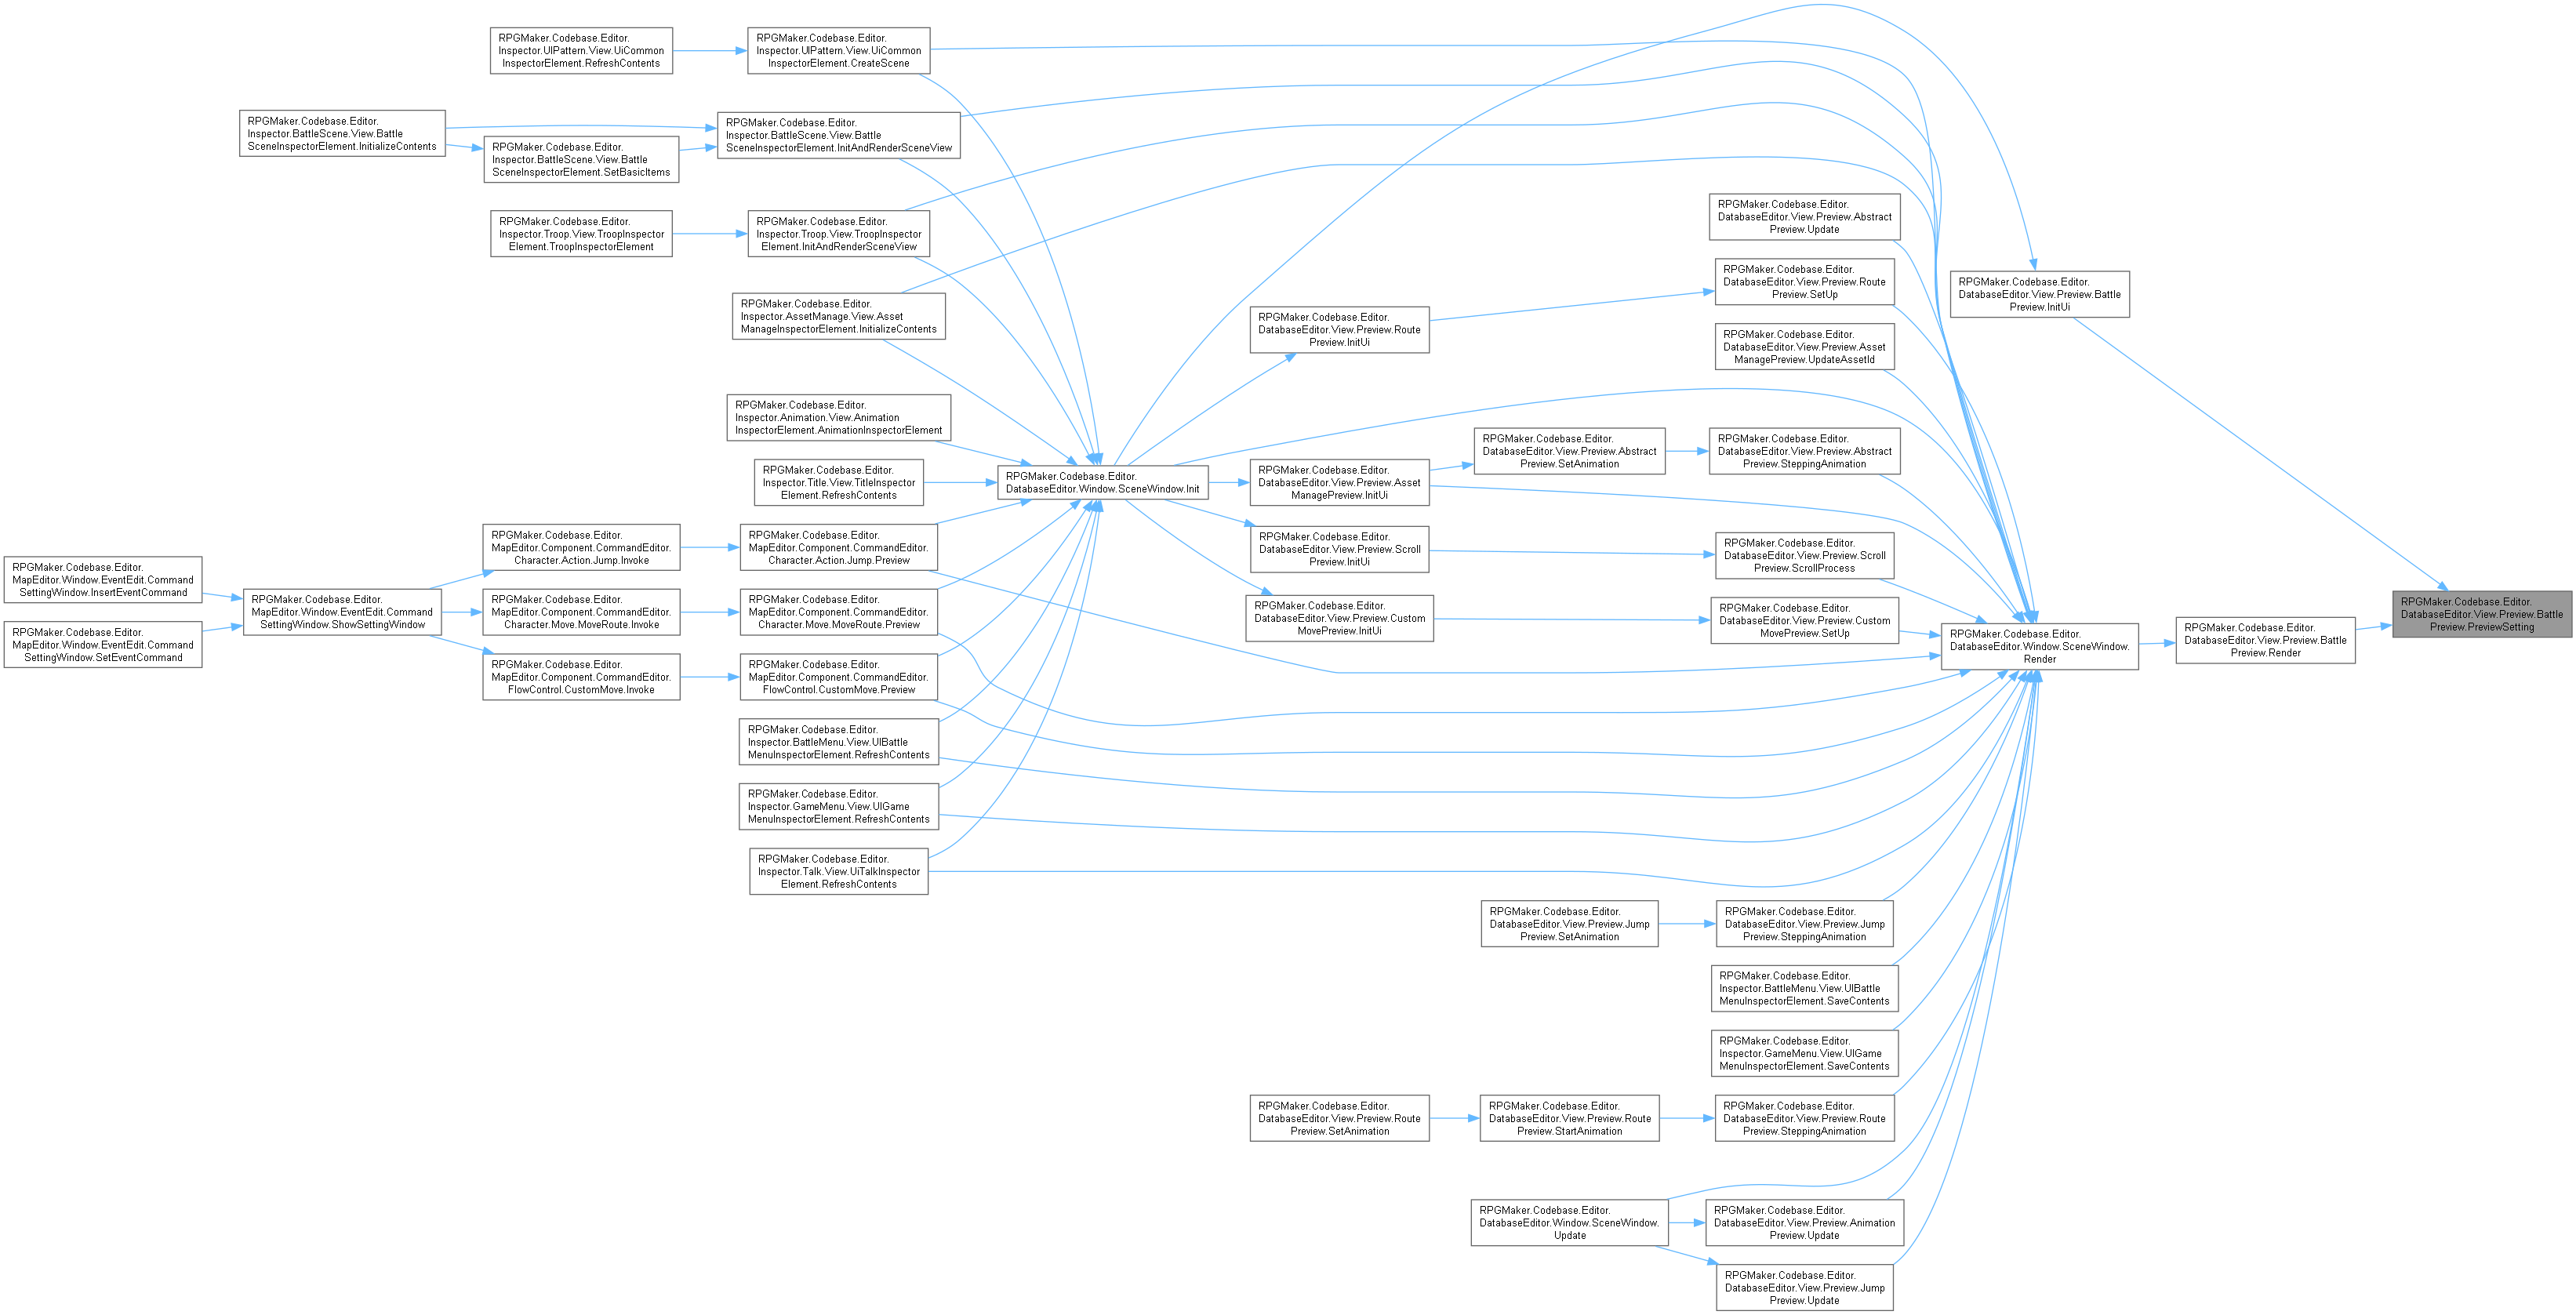 RPGMaker.Codebase.Editor.
Inspector.UIPattern.View.UiCommon
InspectorElement.RefreshContents
RPGMaker.Codebase.Editor.
Inspector.UIPattern.View.UiCommon
InspectorElement.CreateScene
RPGMaker.Codebase.Editor.
Inspector.BattleScene.View.Battle
SceneInspectorElement.InitializeContents
RPGMaker.Codebase.Editor.
Inspector.BattleScene.View.Battle
SceneInspectorElement.SetBasicItems
RPGMaker.Codebase.Editor.
Inspector.BattleScene.View.Battle
SceneInspectorElement.InitAndRenderSceneView
RPGMaker.Codebase.Editor.
Inspector.Troop.View.TroopInspector
Element.TroopInspectorElement
RPGMaker.Codebase.Editor.
Inspector.Troop.View.TroopInspector
Element.InitAndRenderSceneView
RPGMaker.Codebase.Editor.
Inspector.AssetManage.View.Asset
ManageInspectorElement.InitializeContents
RPGMaker.Codebase.Editor.
Inspector.Animation.View.Animation
InspectorElement.AnimationInspectorElement
RPGMaker.Codebase.Editor.
Inspector.Title.View.TitleInspector
Element.RefreshContents
RPGMaker.Codebase.Editor.
MapEditor.Window.EventEdit.Command
SettingWindow.InsertEventCommand
RPGMaker.Codebase.Editor.
MapEditor.Window.EventEdit.Command
SettingWindow.SetEventCommand
RPGMaker.Codebase.Editor.
MapEditor.Window.EventEdit.Command
SettingWindow.ShowSettingWindow
RPGMaker.Codebase.Editor.
MapEditor.Component.CommandEditor.
Character.Action.Jump.Invoke
RPGMaker.Codebase.Editor.
MapEditor.Component.CommandEditor.
Character.Move.MoveRoute.Invoke
RPGMaker.Codebase.Editor.
MapEditor.Component.CommandEditor.
FlowControl.CustomMove.Invoke
RPGMaker.Codebase.Editor.
MapEditor.Component.CommandEditor.
Character.Action.Jump.Preview
RPGMaker.Codebase.Editor.
MapEditor.Component.CommandEditor.
Character.Move.MoveRoute.Preview
RPGMaker.Codebase.Editor.
MapEditor.Component.CommandEditor.
FlowControl.CustomMove.Preview
RPGMaker.Codebase.Editor.
Inspector.BattleMenu.View.UIBattle
MenuInspectorElement.RefreshContents
RPGMaker.Codebase.Editor.
Inspector.GameMenu.View.UIGame
MenuInspectorElement.RefreshContents
RPGMaker.Codebase.Editor.
Inspector.Talk.View.UiTalkInspector
Element.RefreshContents
RPGMaker.Codebase.Editor.
DatabaseEditor.Window.SceneWindow.Init
RPGMaker.Codebase.Editor.
DatabaseEditor.View.Preview.Route
Preview.InitUi
RPGMaker.Codebase.Editor.
DatabaseEditor.View.Preview.Asset
ManagePreview.InitUi
RPGMaker.Codebase.Editor.
DatabaseEditor.View.Preview.Scroll
Preview.InitUi
RPGMaker.Codebase.Editor.
DatabaseEditor.View.Preview.Custom
MovePreview.InitUi
RPGMaker.Codebase.Editor.
DatabaseEditor.View.Preview.Abstract
Preview.SetAnimation
RPGMaker.Codebase.Editor.
DatabaseEditor.View.Preview.Abstract
Preview.Update
RPGMaker.Codebase.Editor.
DatabaseEditor.View.Preview.Route
Preview.SetUp
RPGMaker.Codebase.Editor.
DatabaseEditor.View.Preview.Asset
ManagePreview.UpdateAssetId
RPGMaker.Codebase.Editor.
DatabaseEditor.View.Preview.Abstract
Preview.SteppingAnimation
RPGMaker.Codebase.Editor.
DatabaseEditor.View.Preview.Scroll
Preview.ScrollProcess
RPGMaker.Codebase.Editor.
DatabaseEditor.View.Preview.Custom
MovePreview.SetUp
RPGMaker.Codebase.Editor.
DatabaseEditor.View.Preview.Battle
Preview.InitUi
RPGMaker.Codebase.Editor.
DatabaseEditor.Window.SceneWindow.
Render
RPGMaker.Codebase.Editor.
DatabaseEditor.View.Preview.Battle
Preview.Render
RPGMaker.Codebase.Editor.
DatabaseEditor.View.Preview.Battle
Preview.PreviewSetting
RPGMaker.Codebase.Editor.
DatabaseEditor.View.Preview.Jump
Preview.SetAnimation
RPGMaker.Codebase.Editor.
DatabaseEditor.View.Preview.Jump
Preview.SteppingAnimation
RPGMaker.Codebase.Editor.
Inspector.BattleMenu.View.UIBattle
MenuInspectorElement.SaveContents
RPGMaker.Codebase.Editor.
Inspector.GameMenu.View.UIGame
MenuInspectorElement.SaveContents
RPGMaker.Codebase.Editor.
DatabaseEditor.View.Preview.Route
Preview.SetAnimation
RPGMaker.Codebase.Editor.
DatabaseEditor.View.Preview.Route
Preview.StartAnimation
RPGMaker.Codebase.Editor.
DatabaseEditor.View.Preview.Route
Preview.SteppingAnimation
RPGMaker.Codebase.Editor.
DatabaseEditor.Window.SceneWindow.
Update
RPGMaker.Codebase.Editor.
DatabaseEditor.View.Preview.Animation
Preview.Update
RPGMaker.Codebase.Editor.
DatabaseEditor.View.Preview.Jump
Preview.Update